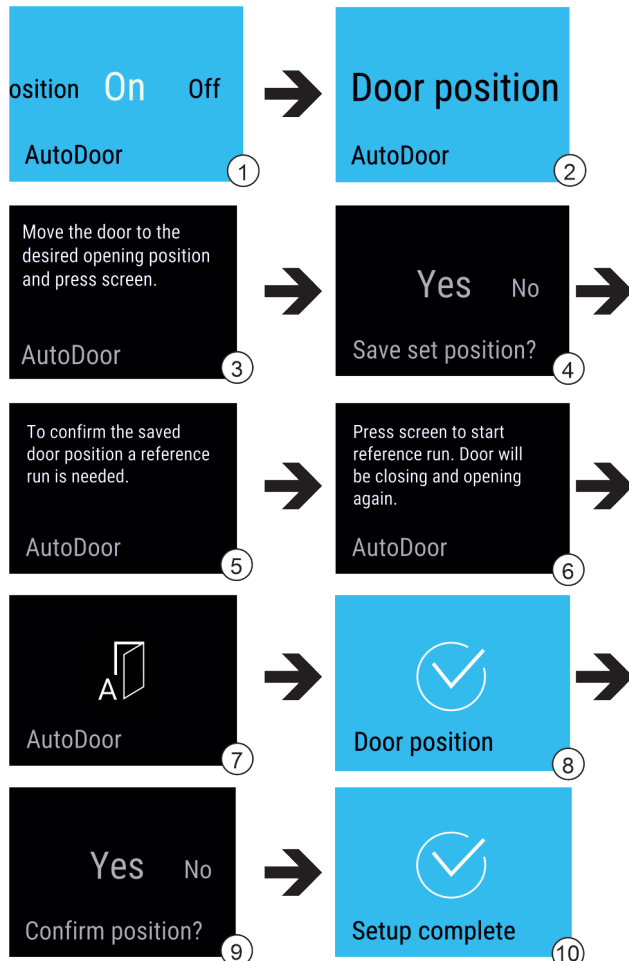 osition On Off
AutoDoor
1
Door position
AutoDoor
2
Move the door to the
desired opening position
and press screen.
AutoDoor
3
Yes No
Save set position?
4
To confirm the saved
door position a reference
run is needed.
AutoDoor
5
Press screen to start
reference run. Door will
be closing and opening
again.
AutoDoor
6
A
AutoDoor
7
Door position
8
Yes No
Confirm position?
9
Setup complete
10